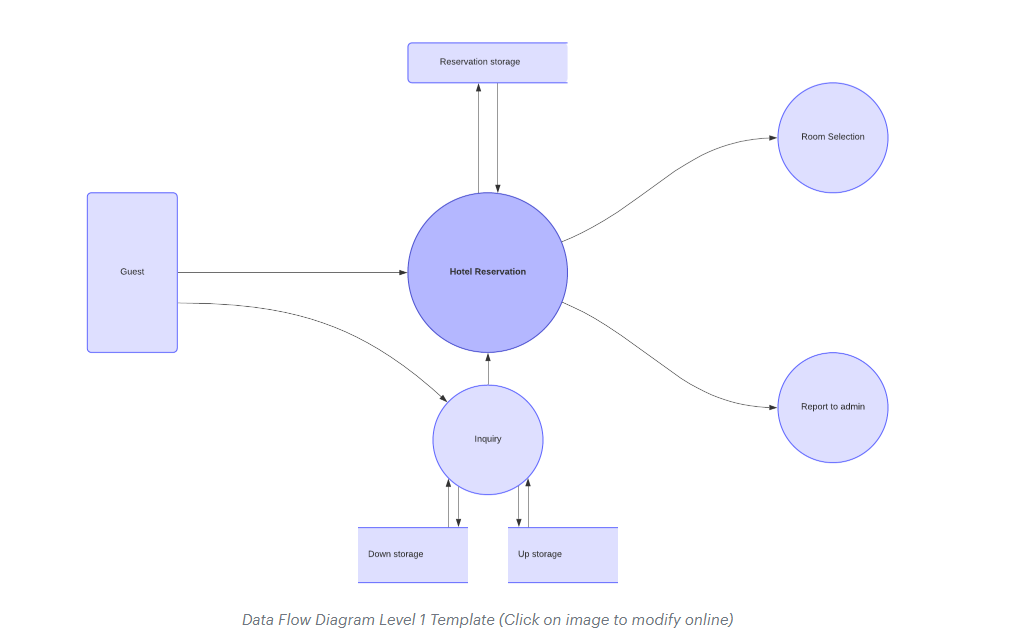 Reservation storage
Room Selection
Guest
Hotel Reservation
Report to admin
Inquiry
Down storage
Up storage
Data Flow Diagram Level 1 Template (Click on image to modify online)